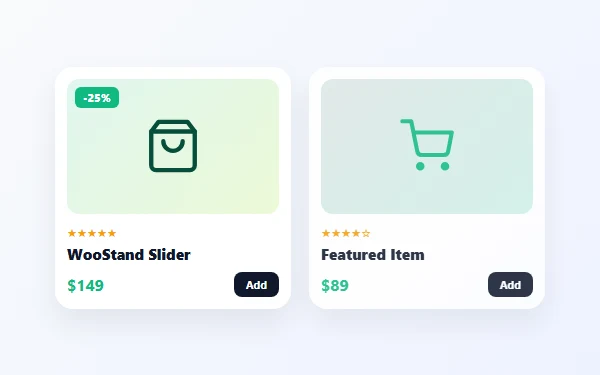 -25%
★★★★★
WooStand Slider
$149
Add
★★★★☆
Featured Item
$89
Add